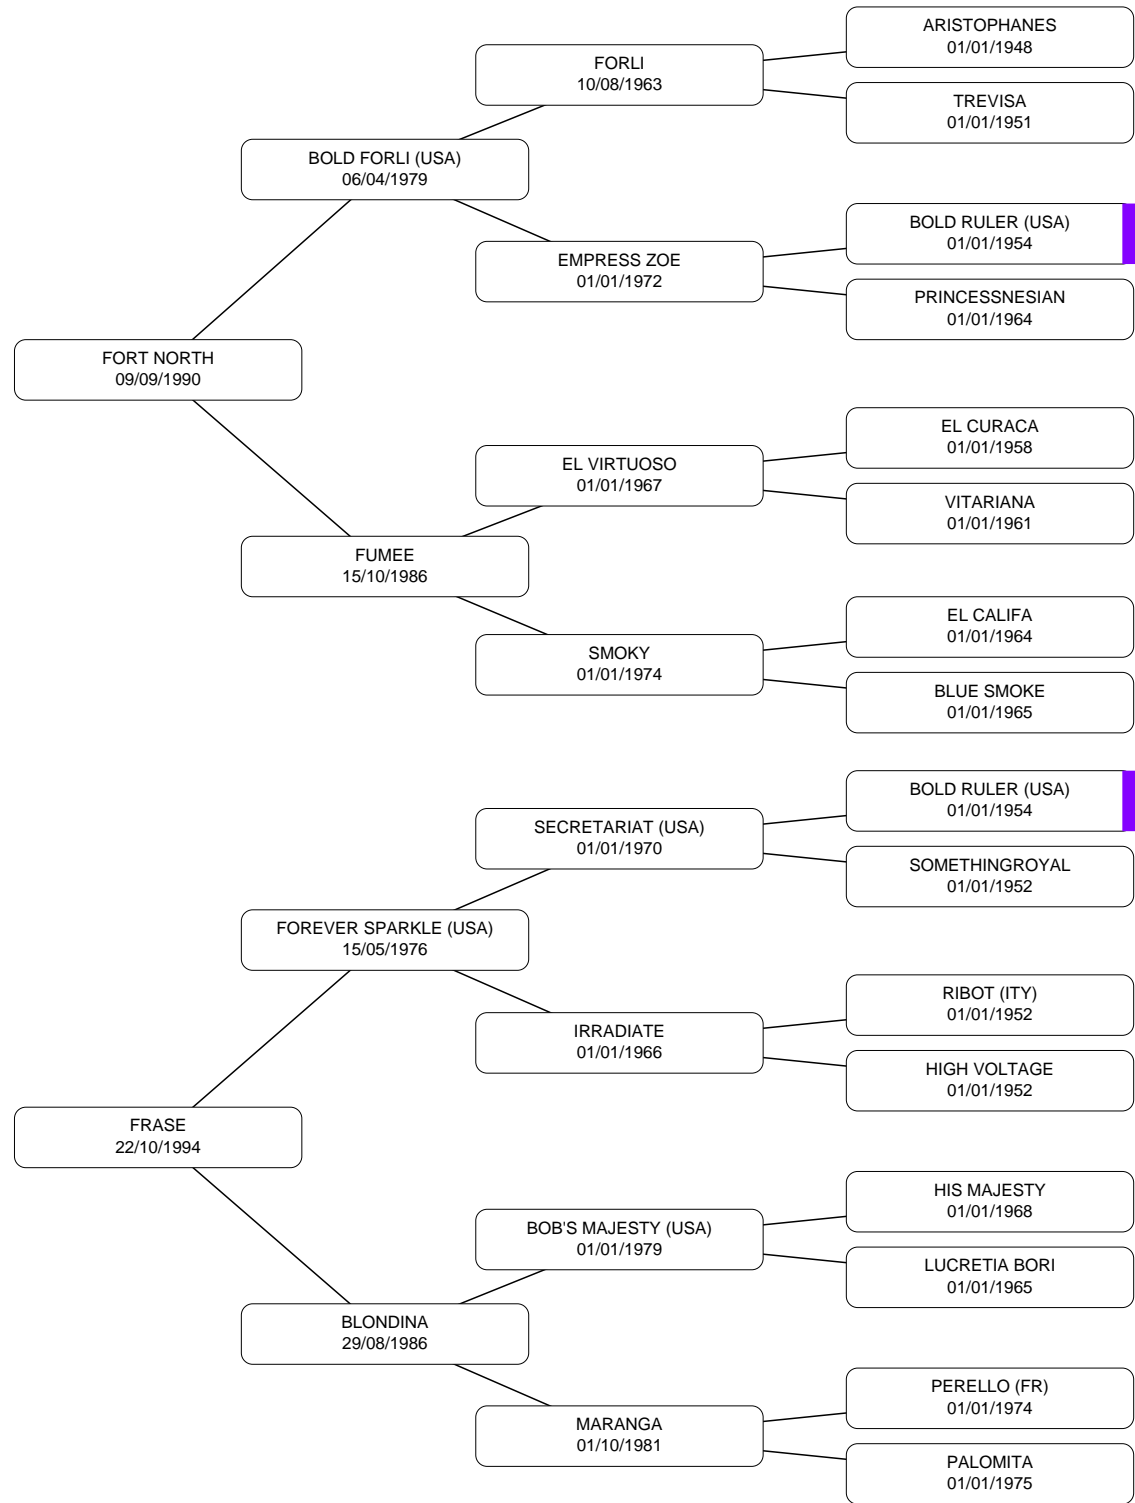 ARISTOPHANES
01/01/1948
FORLI
10/08/1963
TREVISA
01/01/1951
BOLD FORLI (USA)
06/04/1979
BOLD RULER (USA)
01/01/1954
EMPRESS ZOE
01/01/1972
PRINCESSNESIAN
01/01/1964
FORT NORTH
09/09/1990
EL CURACA
01/01/1958
EL VIRTUOSO
01/01/1967
VITARIANA
01/01/1961
FUMEE
15/10/1986
EL CALIFA
01/01/1964
SMOKY
01/01/1974
BLUE SMOKE
01/01/1965
BOLD RULER (USA)
01/01/1954
SECRETARIAT (USA)
01/01/1970
SOMETHINGROYAL
01/01/1952
FOREVER SPARKLE (USA)
15/05/1976
RIBOT (ITY)
01/01/1952
IRRADIATE
01/01/1966
HIGH VOLTAGE
01/01/1952
FRASE
22/10/1994
HIS MAJESTY
01/01/1968
BOB'S MAJESTY (USA)
01/01/1979
LUCRETIA BORI
01/01/1965
BLONDINA
29/08/1986
PERELLO (FR)
01/01/1974
MARANGA
01/10/1981
PALOMITA
01/01/1975